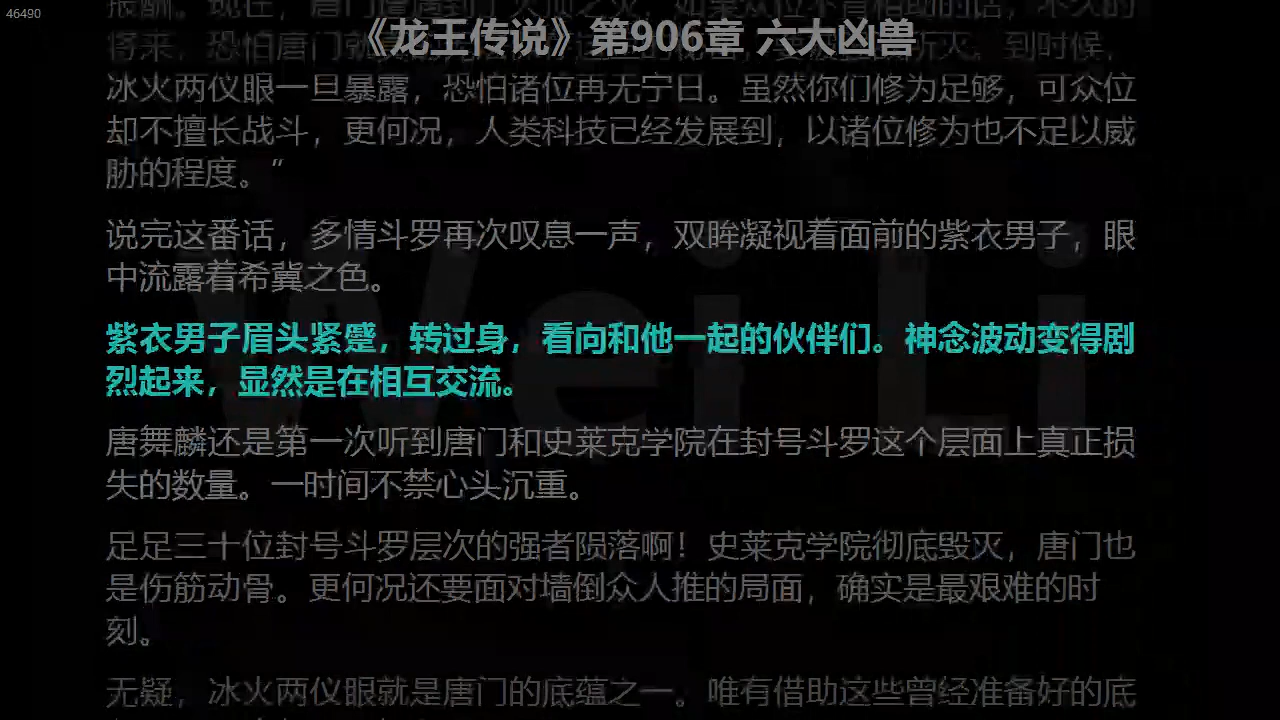 46490
《龙王传说》第906章 六大凶兽
冰火两仪眼一旦暴露，恐怕诸位再无宁日。虽然你们修为足够，可众位
却不擅长战斗，更何况，人类科技已经发展到，以诸位修为也不足以威
胁的程度。”
说完这番话，多情斗罗再次叹息一声，双眸凝视着面前的紫衣男子，眼
中流露着希冀之色。
紫衣男子眉头紧蹙，转过身，看向和他一起的伙伴们。神念波动变得剧
烈起来，显然是在相互交流。
唐舞麟还是第一次听到唐门和史莱克学院在封号斗罗这个层面上真正损
失的数量。一时间不禁心头沉重。
足足三十位封号斗罗层次的强者陨落啊！史莱克学院彻底毁灭，唐门也
是伤筋动骨。更何况还要面对墙倒众人推的局面，确实是最艰难的时
刻。
无疑，冰火两仪眼就是唐门的底蕴之一。唯有借助这些曾经准备好的底
Wei Li